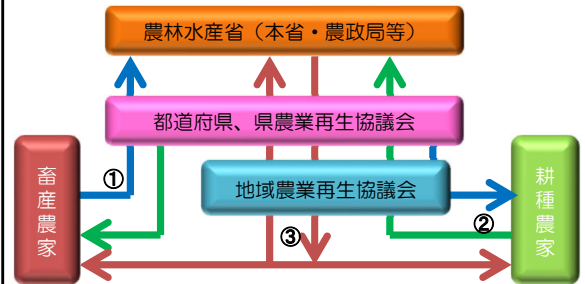 農林水産省（本省・農政局等）
都道府県、県農業再生協議会
地域農業再生協議会
畜産農家
耕種農家
①
②
③